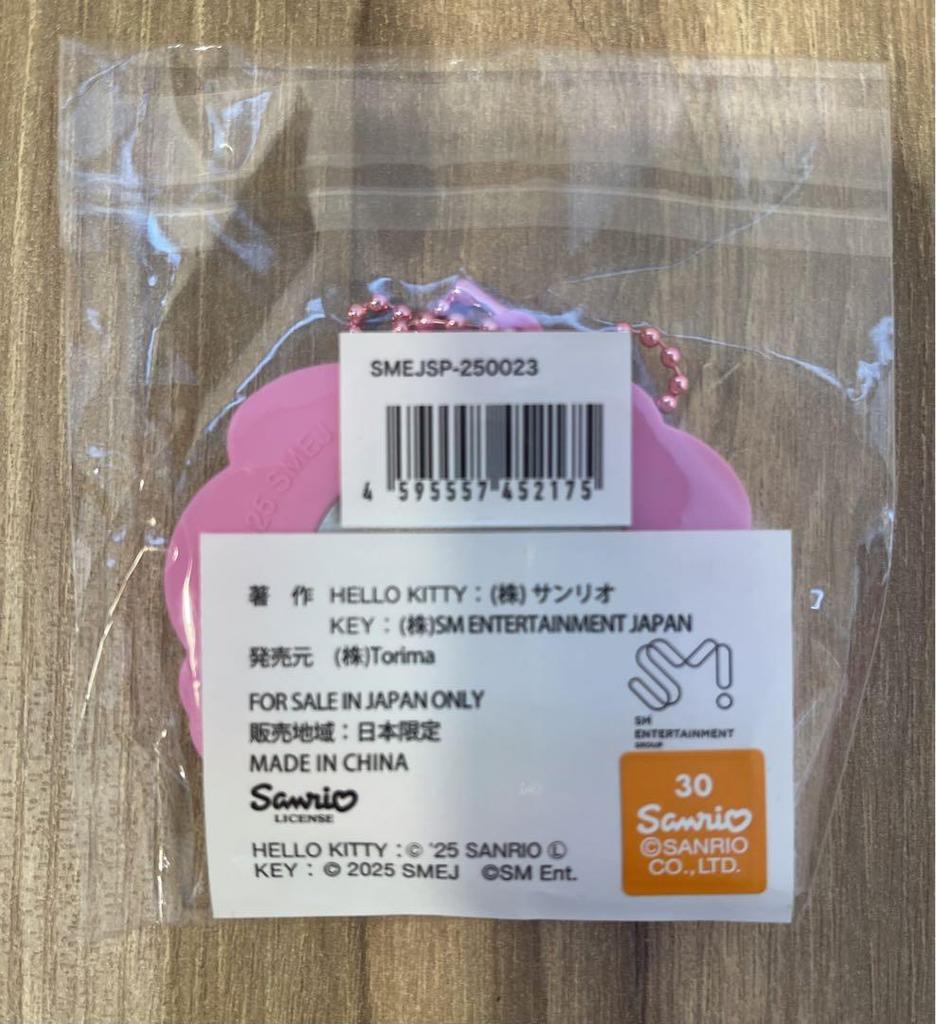 SMEJSP-250023
4 595557 452175
25 SMEJ
著 作 HELLO KITTY：(株) サンリオ
KEY：(株)SM ENTERTAINMENT JAPAN
発売元 (株)Torima
SM!
SM
ENTERTAINMENT
GROUP
FOR SALE IN JAPAN ONLY
販売地域：日本限定
MADE IN CHINA
Sanrio
LICENSE
HELLO KITTY：© '25 SANRIO Ⓛ
KEY：© 2025 SMEJ ©SM Ent.
30
Sanrio
©SANRIO
CO., LTD.